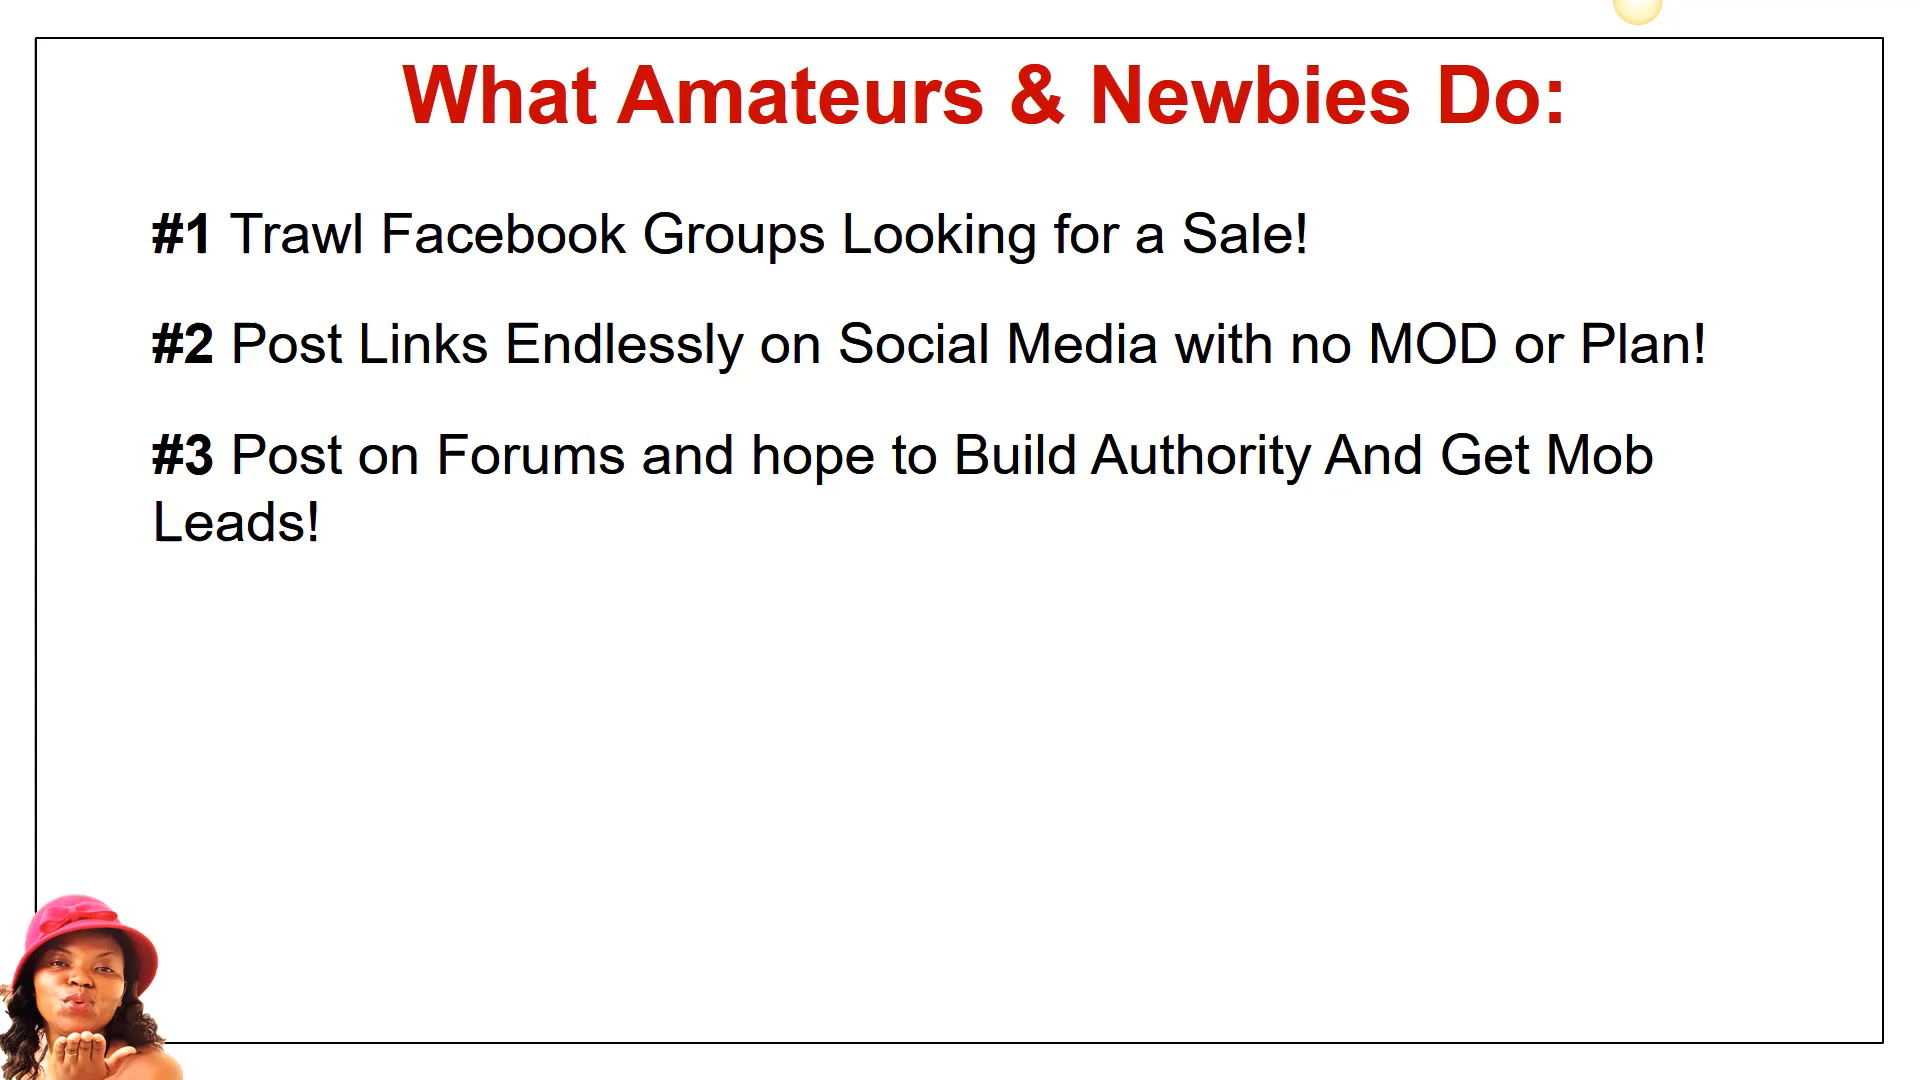 What Amateurs & Newbies Do:
#1 Trawl Facebook Groups Looking for a Sale!
#2 Post Links Endlessly on Social Media with no MOD or Plan!
#3 Post on Forums and hope to Build Authority And Get Mob
Leads!